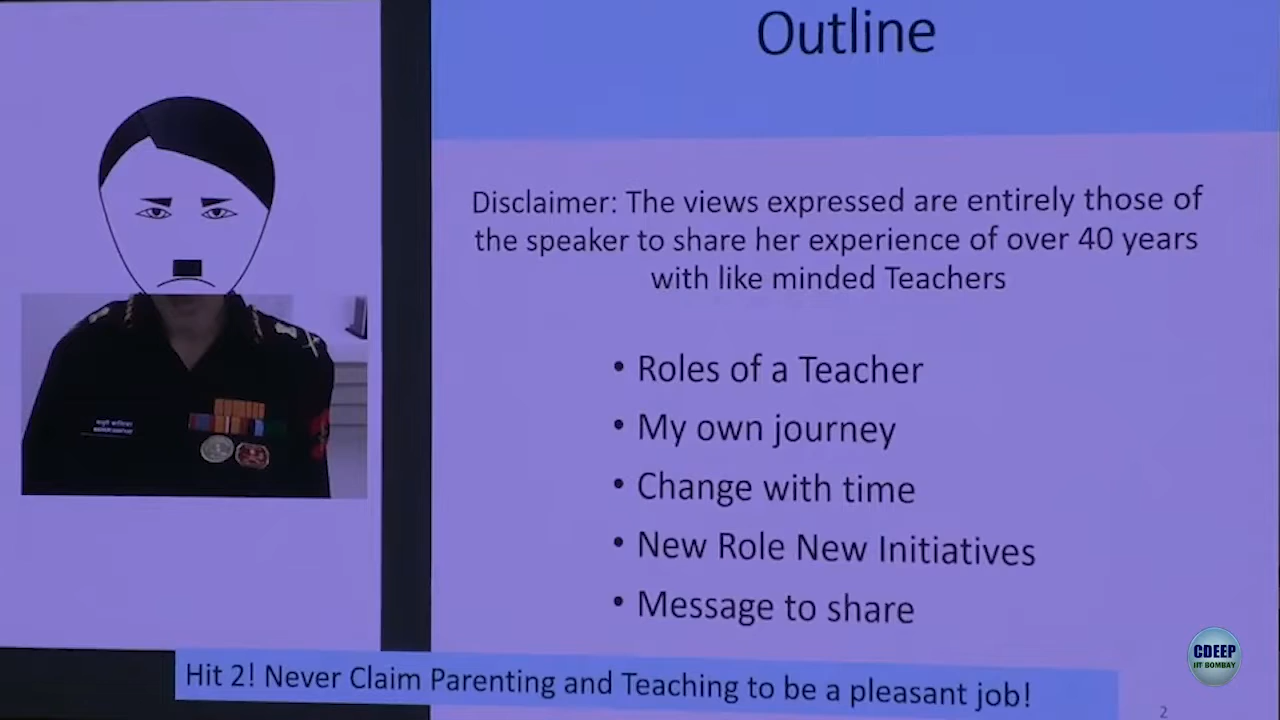 Outline
Disclaimer: The views expressed are entirely those of
the speaker to share her experience of over 40 years
with like minded Teachers
• Roles of a Teacher
• My own journey
• Change with time
• New Role New Initiatives
• Message to share
Hit 2! Never Claim Parenting and Teaching to be a pleasant job!
2
CDEEP
IIT BOMBAY